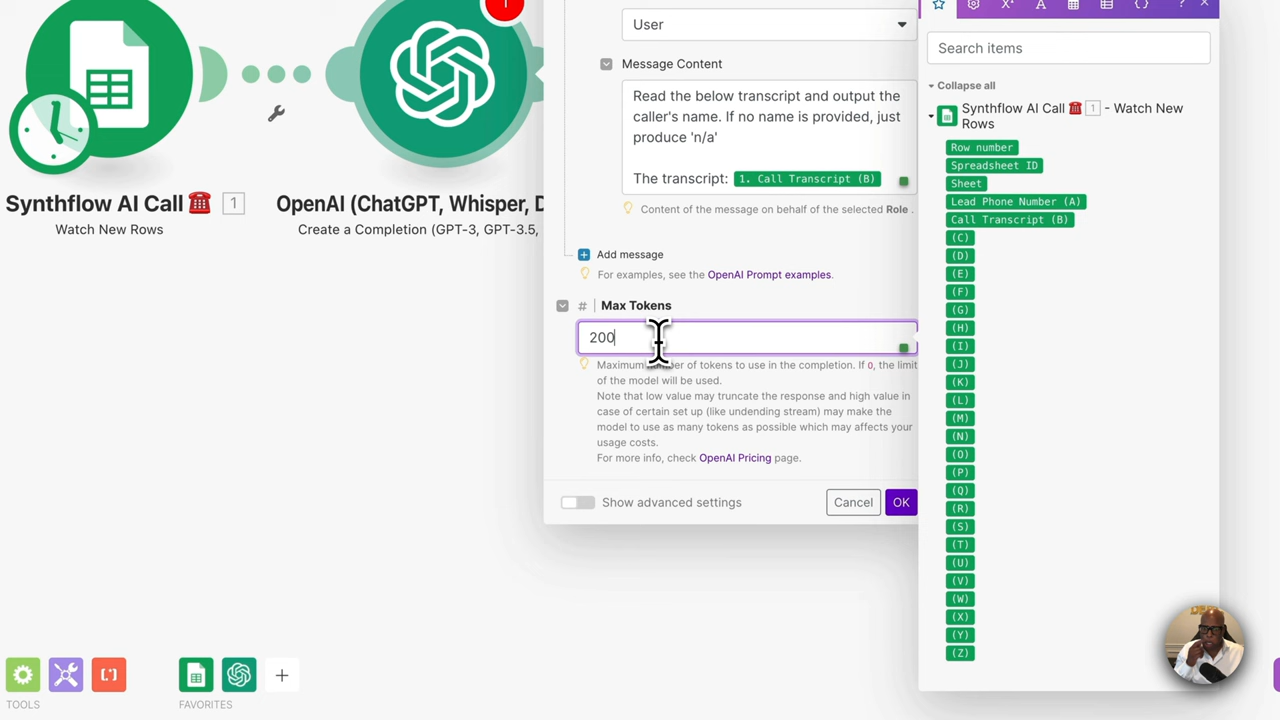 User
Message Content
Read the below transcript and output the
caller's name. If no name is provided, just
produce 'n/a'
The transcript: 1. Call Transcript (B)
Content of the message on behalf of the selected Role .
Add message
For examples, see the OpenAI Prompt examples.
# Max Tokens
200
Maximum number of tokens to use in the completion. If 0, the limit
of the model will be used.
Note that low value may truncate the response and high value in
case of certain set up (like undending stream) may make the
model to use as many tokens as possible which may affects your
usage costs.
For more info, check OpenAI Pricing page.
Show advanced settings
Cancel
OK
Synthflow AI Call ☎️ 1
Watch New Rows
OpenAI (ChatGPT, Whisper, D
Create a Completion (GPT-3, GPT-3.5,
1
TOOLS
FAVORITES
Search items
Collapse all
Synthflow AI Call ☎️ 1 - Watch New
Rows
Row number
Spreadsheet ID
Sheet
Lead Phone Number (A)
Call Transcript (B)
(C)
(D)
(E)
(F)
(G)
(H)
(I)
(J)
(K)
(L)
(M)
(N)
(O)
(P)
(Q)
(R)
(S)
(T)
(U)
(V)
(W)
(X)
(Y)
(Z)